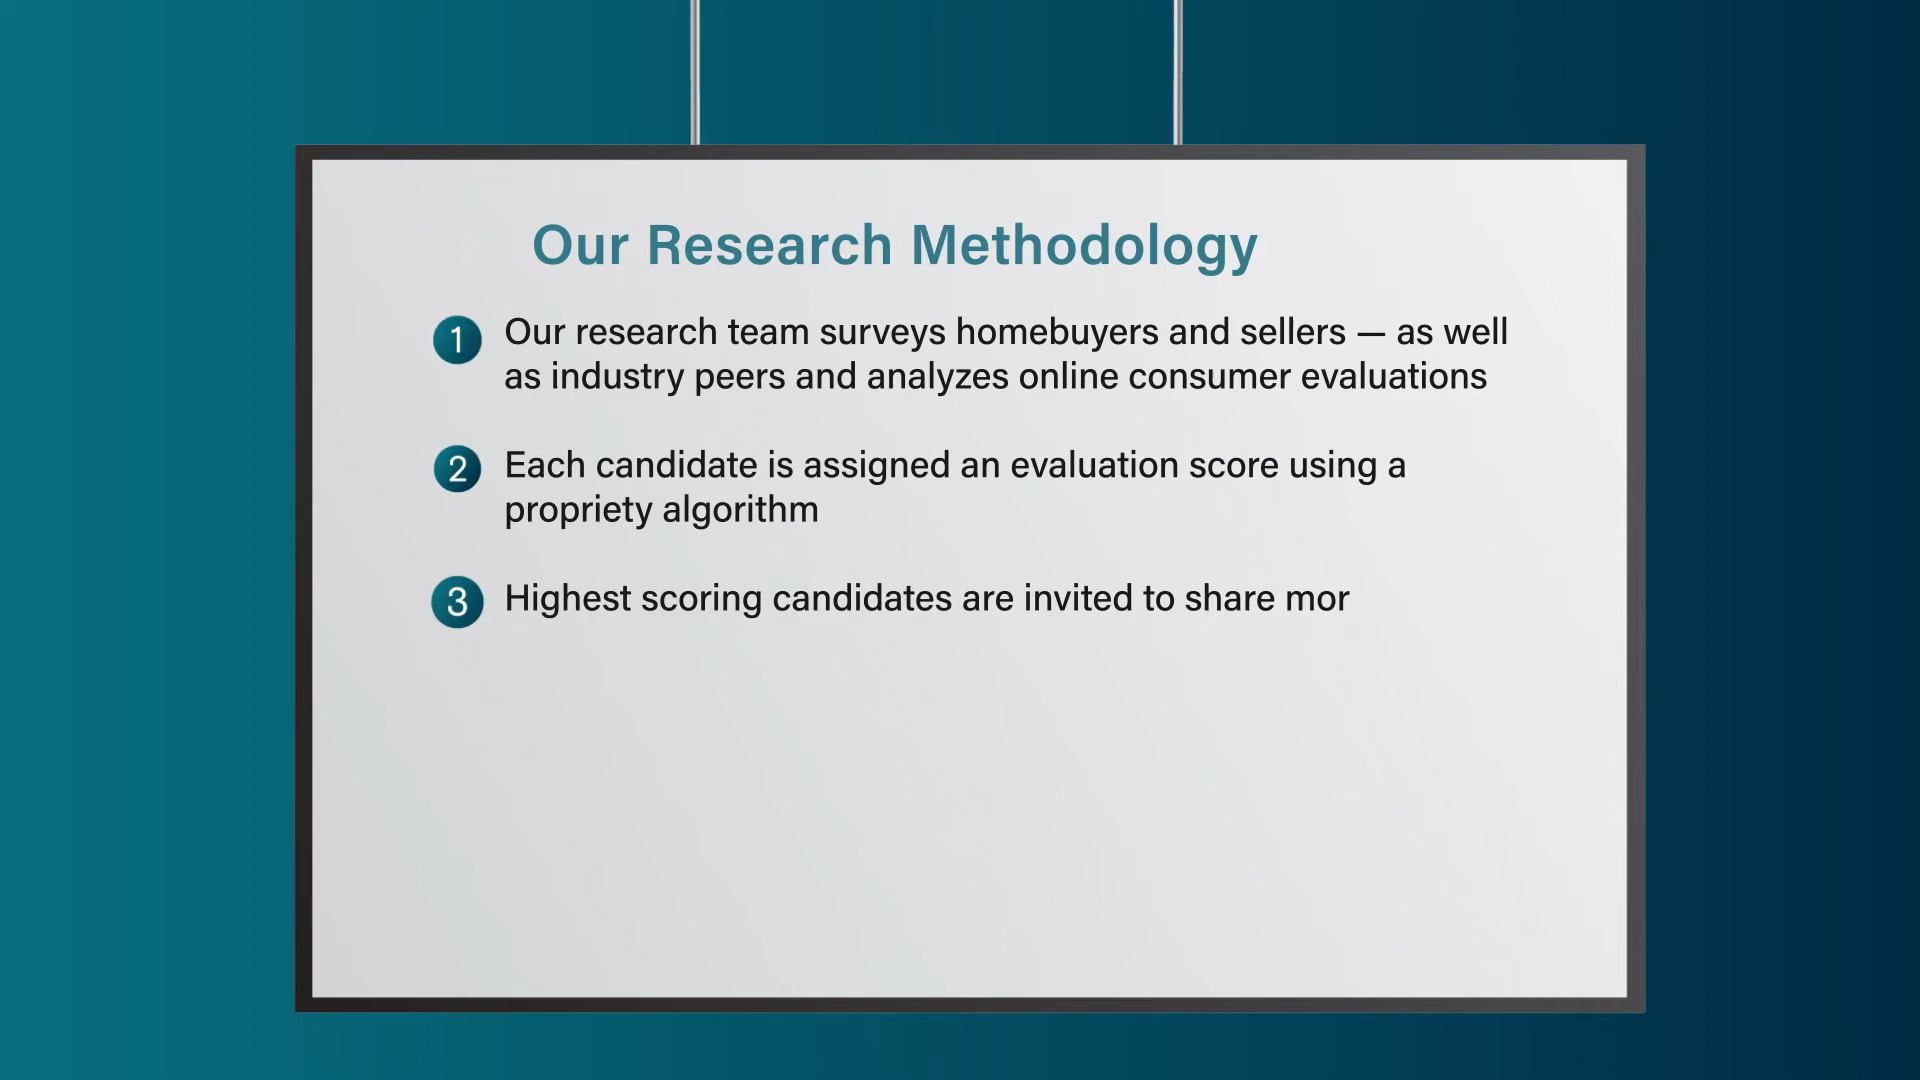 Our Research Methodology
1 Our research team surveys homebuyers and sellers — as well
as industry peers and analyzes online consumer evaluations
2 Each candidate is assigned an evaluation score using a
propriety algorithm
3 Highest scoring candidates are invited to share mor